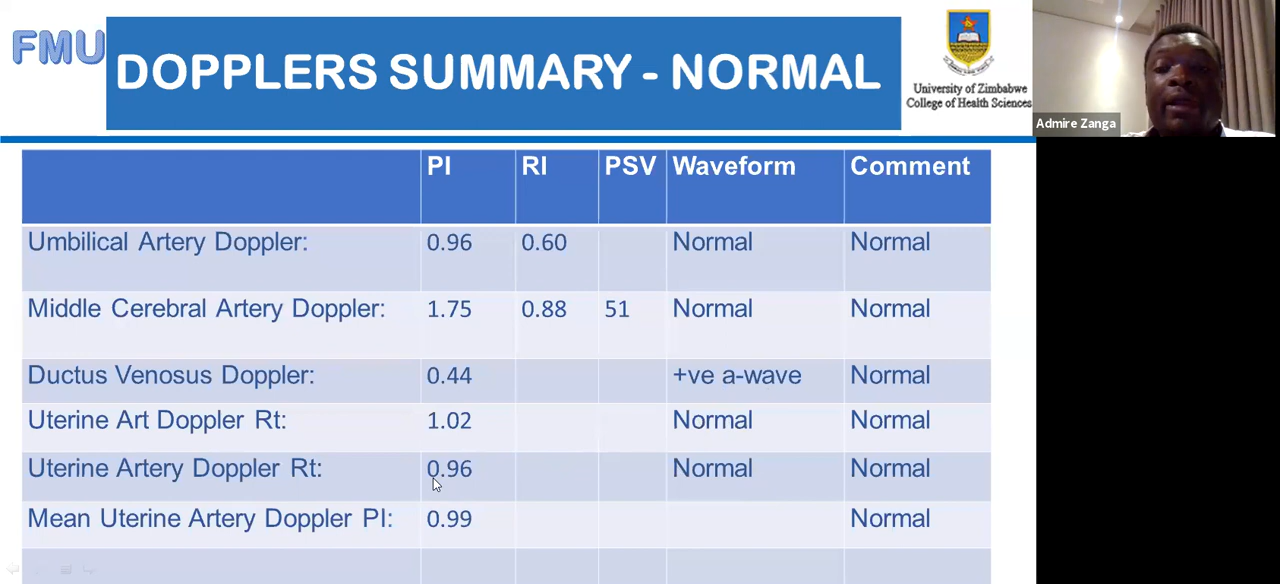 FMU
DOPPLERS SUMMARY - NORMAL
University of Zimbabwe
College of Health Sciences
Admire Zanga
PI RI PSV Waveform Comment
Umbilical Artery Doppler: 0.96 0.60 Normal Normal
Middle Cerebral Artery Doppler: 1.75 0.88 51 Normal Normal
Ductus Venosus Doppler: 0.44 +ve a-wave Normal
Uterine Art Doppler Rt: 1.02 Normal Normal
Uterine Artery Doppler Rt: 0.96 Normal Normal
Mean Uterine Artery Doppler PI: 0.99 Normal